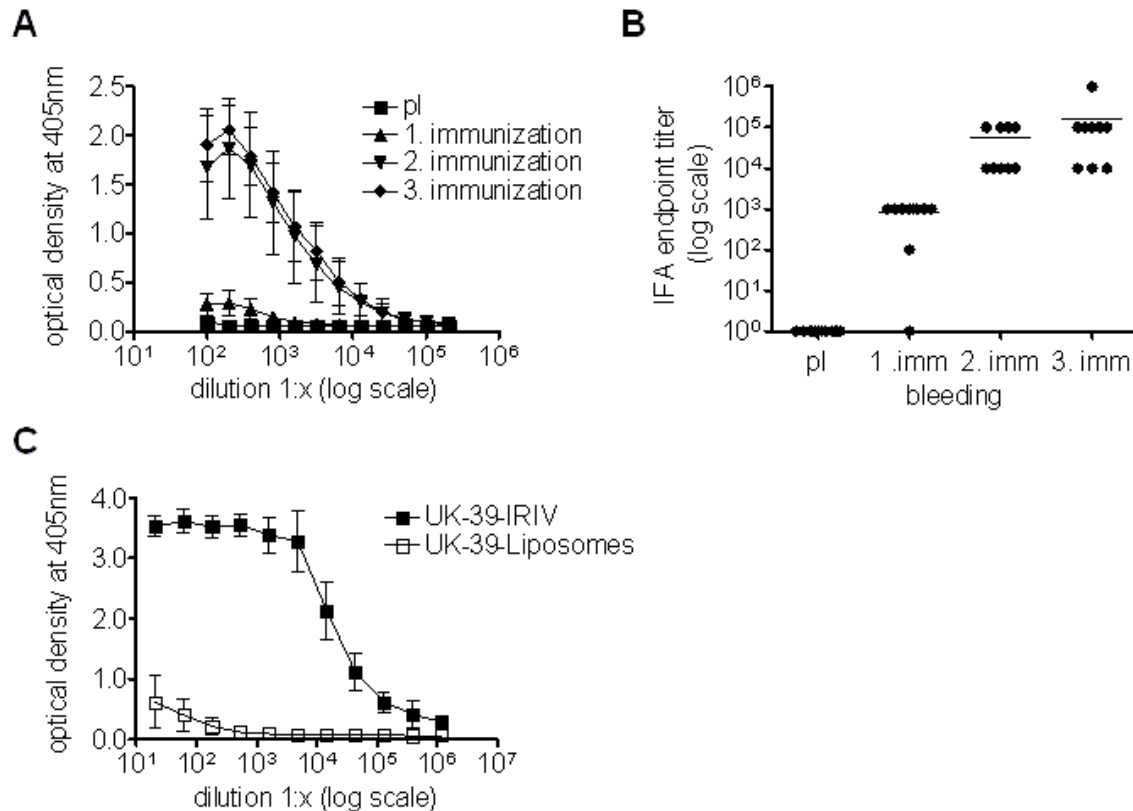 A
optical density at 405nm
2.5
2.0
1.5
1.0
0.5
0.0
10¹ 10² 10³ 10⁴ 10⁵ 10⁶
dilution 1:x (log scale)
pI
1. immunization
2. immunization
3. immunization
B
IFA endpoint titer
(log scale)
10⁶
10⁵
10⁴
10³
10²
10¹
10⁰
pI 1 .imm 2. imm 3. imm
bleeding
C
optical density at 405nm
4.0
3.0
2.0
1.0
0.0
10¹ 10² 10³ 10⁴ 10⁵ 10⁶ 10⁷
dilution 1:x (log scale)
UK-39-IRIV
UK-39-Liposomes